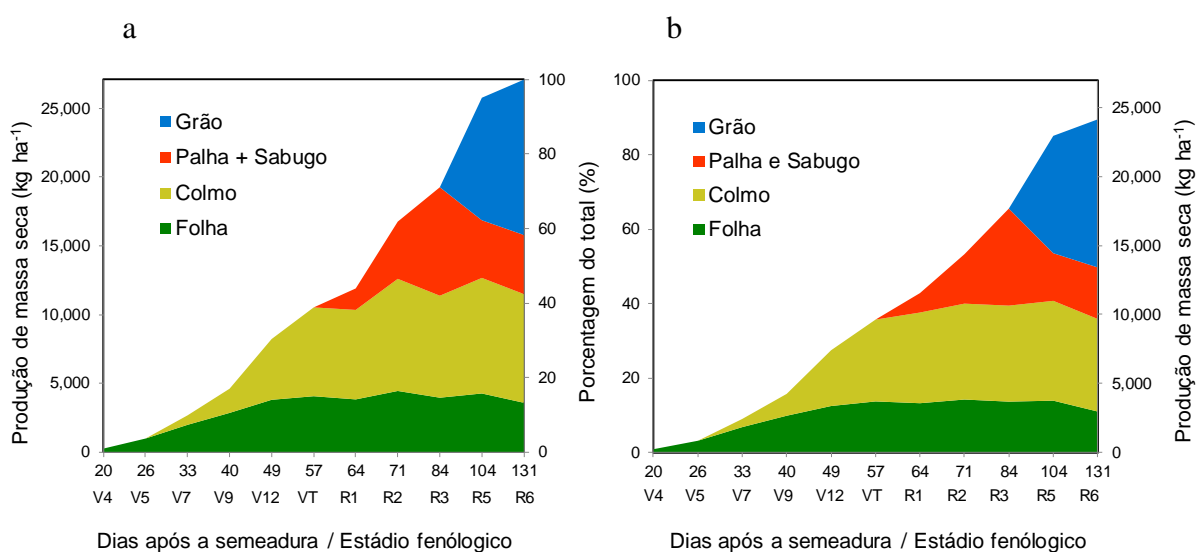 a
Produção de massa seca (kg ha-1)
25,000
20,000
15,000
10,000
5,000
0
Grão
Palha + Sabugo
Colmo
Folha
100
80
60
40
20
0
20 26 33 40 49 57 64 71 84 104 131
V4 V5 V7 V9 V12 VT R1 R2 R3 R5 R6
Dias após a semeadura / Estádio fenólogico
b
Porcentagem do total (%)
100
80
60
40
20
0
Grão
Palha e Sabugo
Colmo
Folha
25,000
20,000
15,000
10,000
5,000
0
Produção de massa seca (kg ha-1)
20 26 33 40 49 57 64 71 84 104 131
V4 V5 V7 V9 V12 VT R1 R2 R3 R5 R6
Dias após a semeadura / Estádio fenólogico